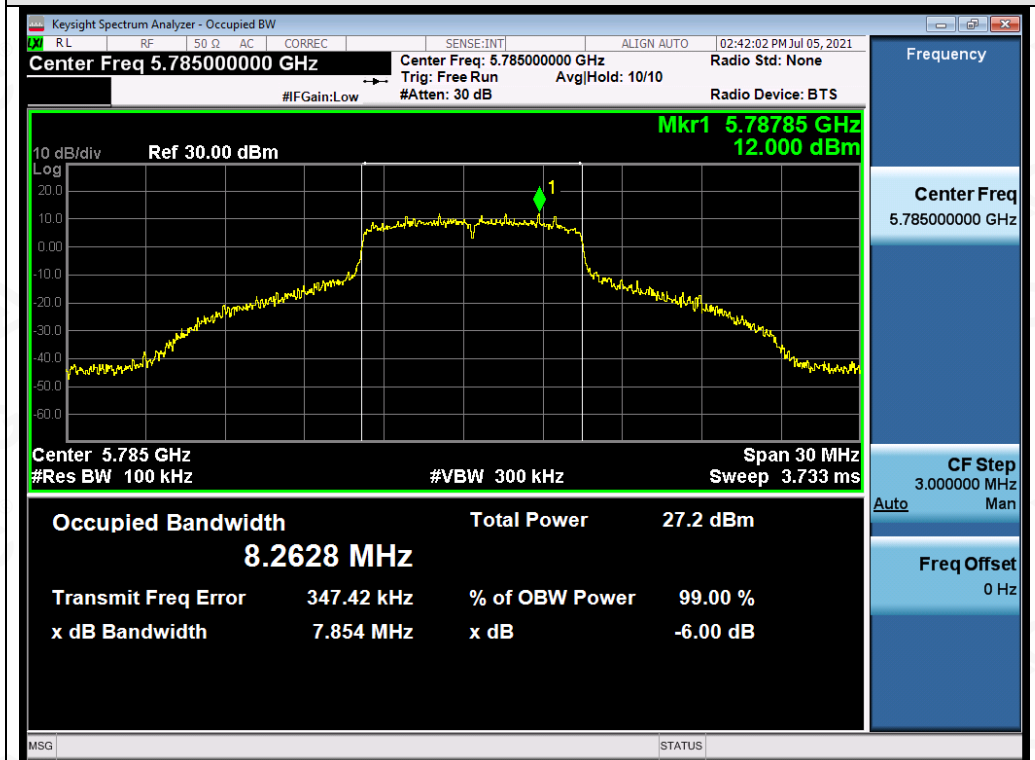 Keysight Spectrum Analyzer - Occupied BW
LXI RL RF 50 Ω AC CORREC SENSE:INT ALIGN AUTO 02:42:02 PM Jul 05, 2021
Center Freq 5.785000000 GHz
Center Freq: 5.785000000 GHz Radio Std: None
Trig: Free Run Avg|Hold: 10/10
#IFGain:Low #Atten: 30 dB Radio Device: BTS
Mkr1 5.78785 GHz
12.000 dBm
10 dB/div Ref 30.00 dBm
Log
20.0
10.0
0.00
-10.0
-20.0
-30.0
-40.0
-50.0
-60.0
1
Center 5.785 GHz Span 30 MHz
#Res BW 100 kHz #VBW 300 kHz Sweep 3.733 ms
Occupied Bandwidth Total Power 27.2 dBm
8.2628 MHz
Transmit Freq Error 347.42 kHz % of OBW Power 99.00 %
x dB Bandwidth 7.854 MHz x dB -6.00 dB
MSG STATUS
Frequency
Center Freq
5.785000000 GHz
CF Step
3.000000 MHz
Auto Man
Freq Offset
0 Hz